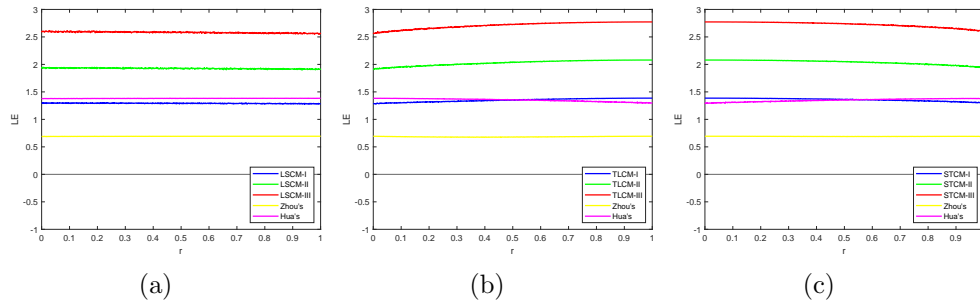 3
2.5
2
1.5
1
0.5
0
-0.5
-1
LE
LSCM-I
LSCM-II
LSCM-III
Zhou's
Hua's
0 0.1 0.2 0.3 0.4 0.5 0.6 0.7 0.8 0.9 1
r
(a)
3
2.5
2
1.5
1
0.5
0
-0.5
-1
LE
TLCM-I
TLCM-II
TLCM-III
Zhou's
Hua's
0 0.1 0.2 0.3 0.4 0.5 0.6 0.7 0.8 0.9 1
r
(b)
3
2.5
2
1.5
1
0.5
0
-0.5
-1
LE
STCM-I
STCM-II
STCM-III
Zhou's
Hua's
0 0.1 0.2 0.3 0.4 0.5 0.6 0.7 0.8 0.9
r
(c)